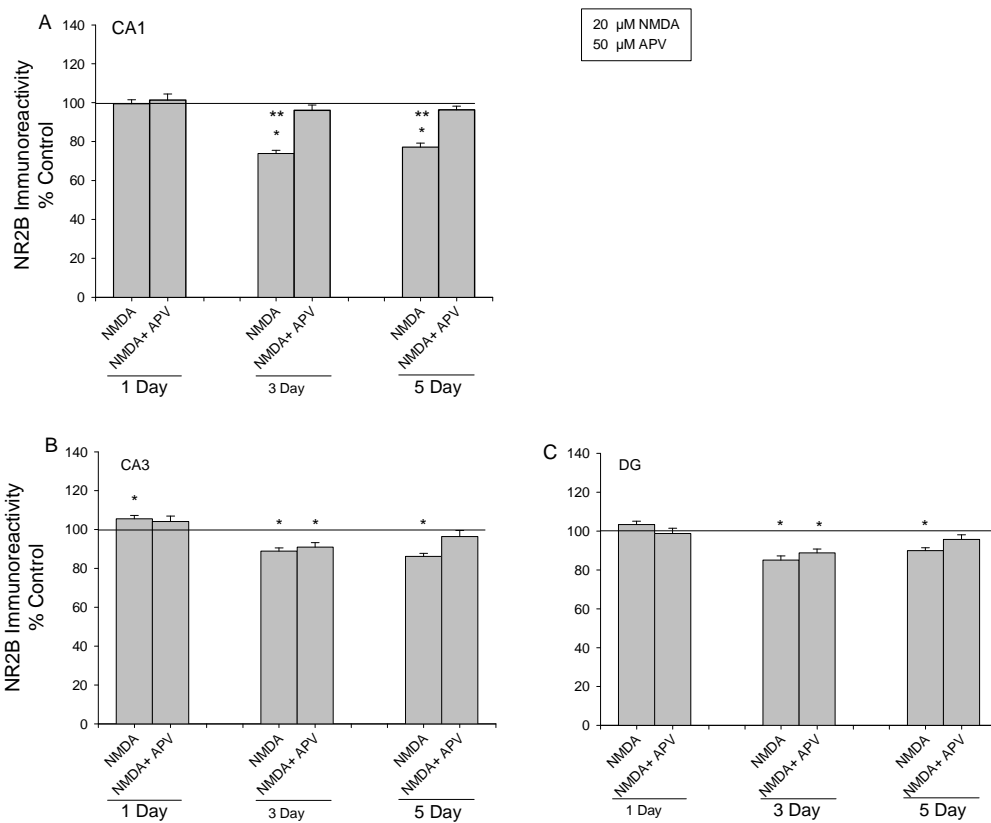 A
CA1
20 µM NMDA
50 µM APV
NR2B Immunoreactivity
% Control
140
120
100
80
60
40
20
0
**
*
**
*
NMDA
NMDA+ APV
NMDA
NMDA+ APV
NMDA
NMDA+ APV
1 Day
3 Day
5 Day
B
CA3
NR2B Immunoreactivity
% Control
140
120
100
80
60
40
20
0
*
*
*
*
NMDA
NMDA+ APV
NMDA
NMDA+ APV
NMDA
NMDA+ APV
1 Day
3 Day
5 Day
C
DG
140
120
100
80
60
40
20
0
*
*
*
NMDA
NMDA+ APV
NMDA
NMDA+ APV
NMDA
NMDA+ APV
1 Day
3 Day
5 Day